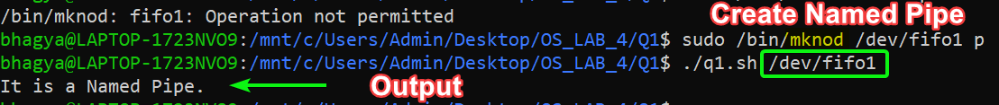 /bin/mknod: fifo1: Operation not permitted
Create Named Pipe
bhagya@LAPTOP-1723NVO9:/mnt/c/Users/Admin/Desktop/OS_LAB_4/Q1$ sudo /bin/mknod /dev/fifo1 p
bhagya@LAPTOP-1723NVO9:/mnt/c/Users/Admin/Desktop/OS_LAB_4/Q1$ ./q1.sh /dev/fifo1
It is a Named Pipe.
Output